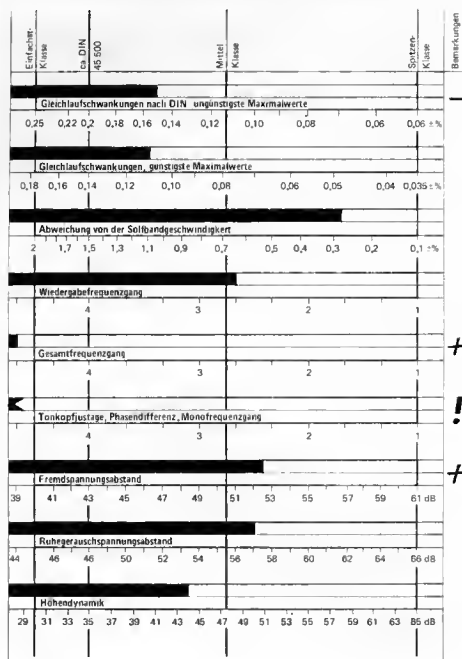 Einfachst-
Klasse
ca. DIN
45 500
Mittel
Klasse
Spitzen-
Klasse
Bemerkungen
Gleichlaufschwankungen nach DIN ungünstigste Maximalwerte
–
0,25 0,22 0,2 0,18 0,16 0,14 0,12 0,10 0,08 0,06 0,06 ±%
Gleichlaufschwankungen, günstigste Maximalwerte
0,18 0,16 0,14 0,12 0,10 0,08 0,06 0,05 0,04 0,035 ±%
Abweichung von der Sollbandgeschwindigkert
2 1,7 1,5 1,3 1,1 0,9 0,7 0,5 0,4 0,3 0,2 0,1 ±%
Wiedergabefrequenzgang
4 3 2 1
Gesamtfrequenzgang
+
4 3 2 1
Tonkopfjustage, Phasendifferenz, Monofrequenzgang
!
4 3 2 1
Fremdspannungsabstand
+
39 41 43 45 47 49 51 53 55 57 59 61 dB
Ruhegeräuschspannungsabstand
44 46 48 50 52 54 56 58 60 62 64 66 dB
Höhendynamik
29 31 33 35 37 39 41 43 45 47 49 51 53 55 57 59 61 63 85 dB